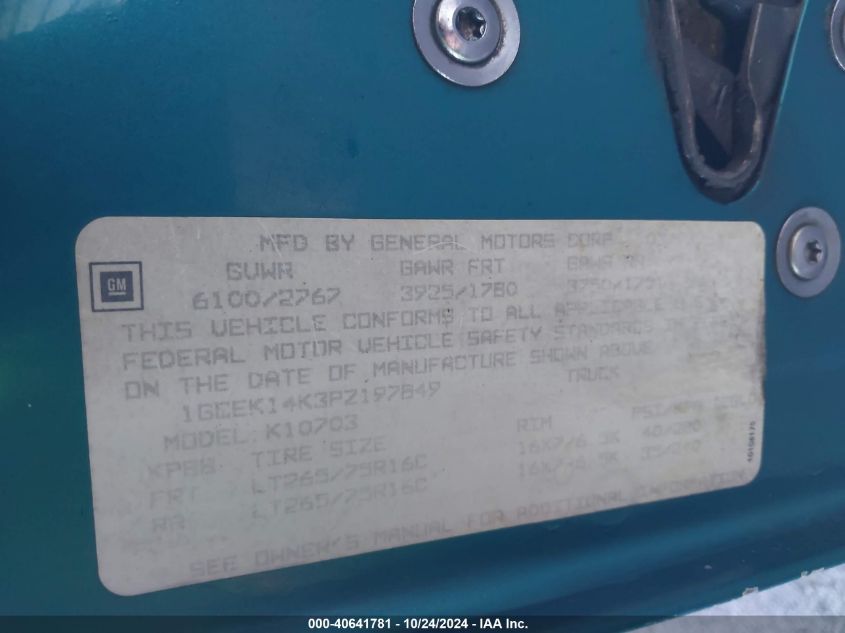 MFD BY GENERAL MOTORS CORP
GM
GVWR GAWR FRT GAWR
6100/2767 3925/1780
THIS VEHICLE CONFORMS TO ALL APPLICABLE U.S.
FEDERAL MOTOR VEHICLE SAFETY STANDARDS
ON THE DATE OF MANUFACTURE SHOWN ABOVE
1GCEK14K3PZ197849 TRUCK
MODEL: K10703
TIRE SIZE RIM
FRT LT265/75R16C
RR LT265/75R16C
SEE OWNER'S MANUAL FOR ADDITIONAL INFORMATION
000-40641781 - 10/24/2024 - IAA Inc.